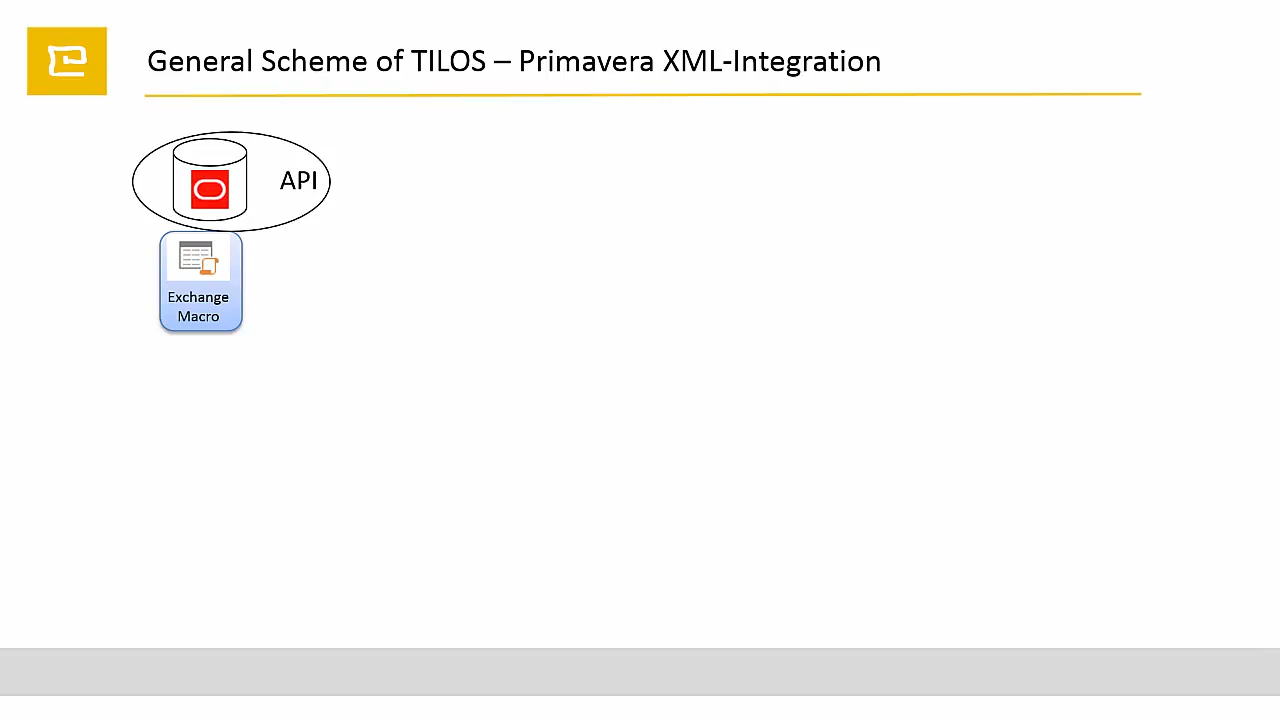 General Scheme of TILOS – Primavera XML-Integration
API
Exchange
Macro